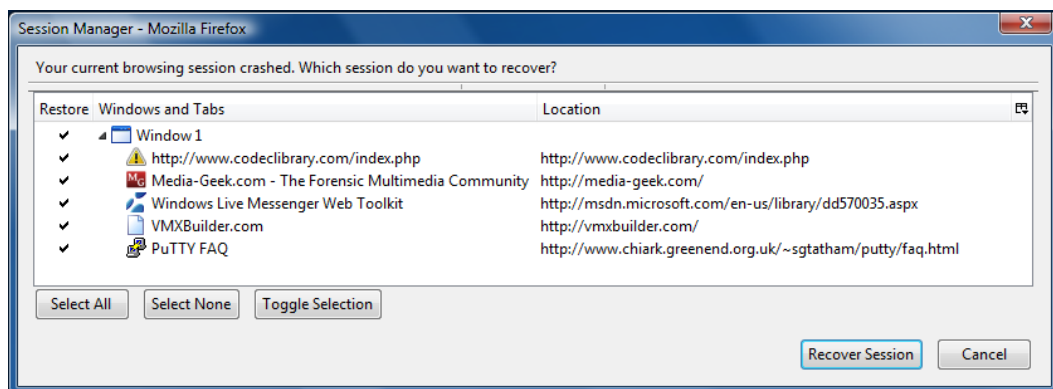 Session Manager - Mozilla Firefox
Your current browsing session crashed. Which session do you want to recover?
Restore Windows and Tabs Location
Window 1
http://www.codeclibrary.com/index.php http://www.codeclibrary.com/index.php
MG Media-Geek.com - The Forensic Multimedia Community http://media-geek.com/
Windows Live Messenger Web Toolkit http://msdn.microsoft.com/en-us/library/dd570035.aspx
VMXBuilder.com http://vmxbuilder.com/
PuTTY FAQ http://www.chiark.greenend.org.uk/~sgtatham/putty/faq.html
Select All Select None Toggle Selection
Recover Session Cancel